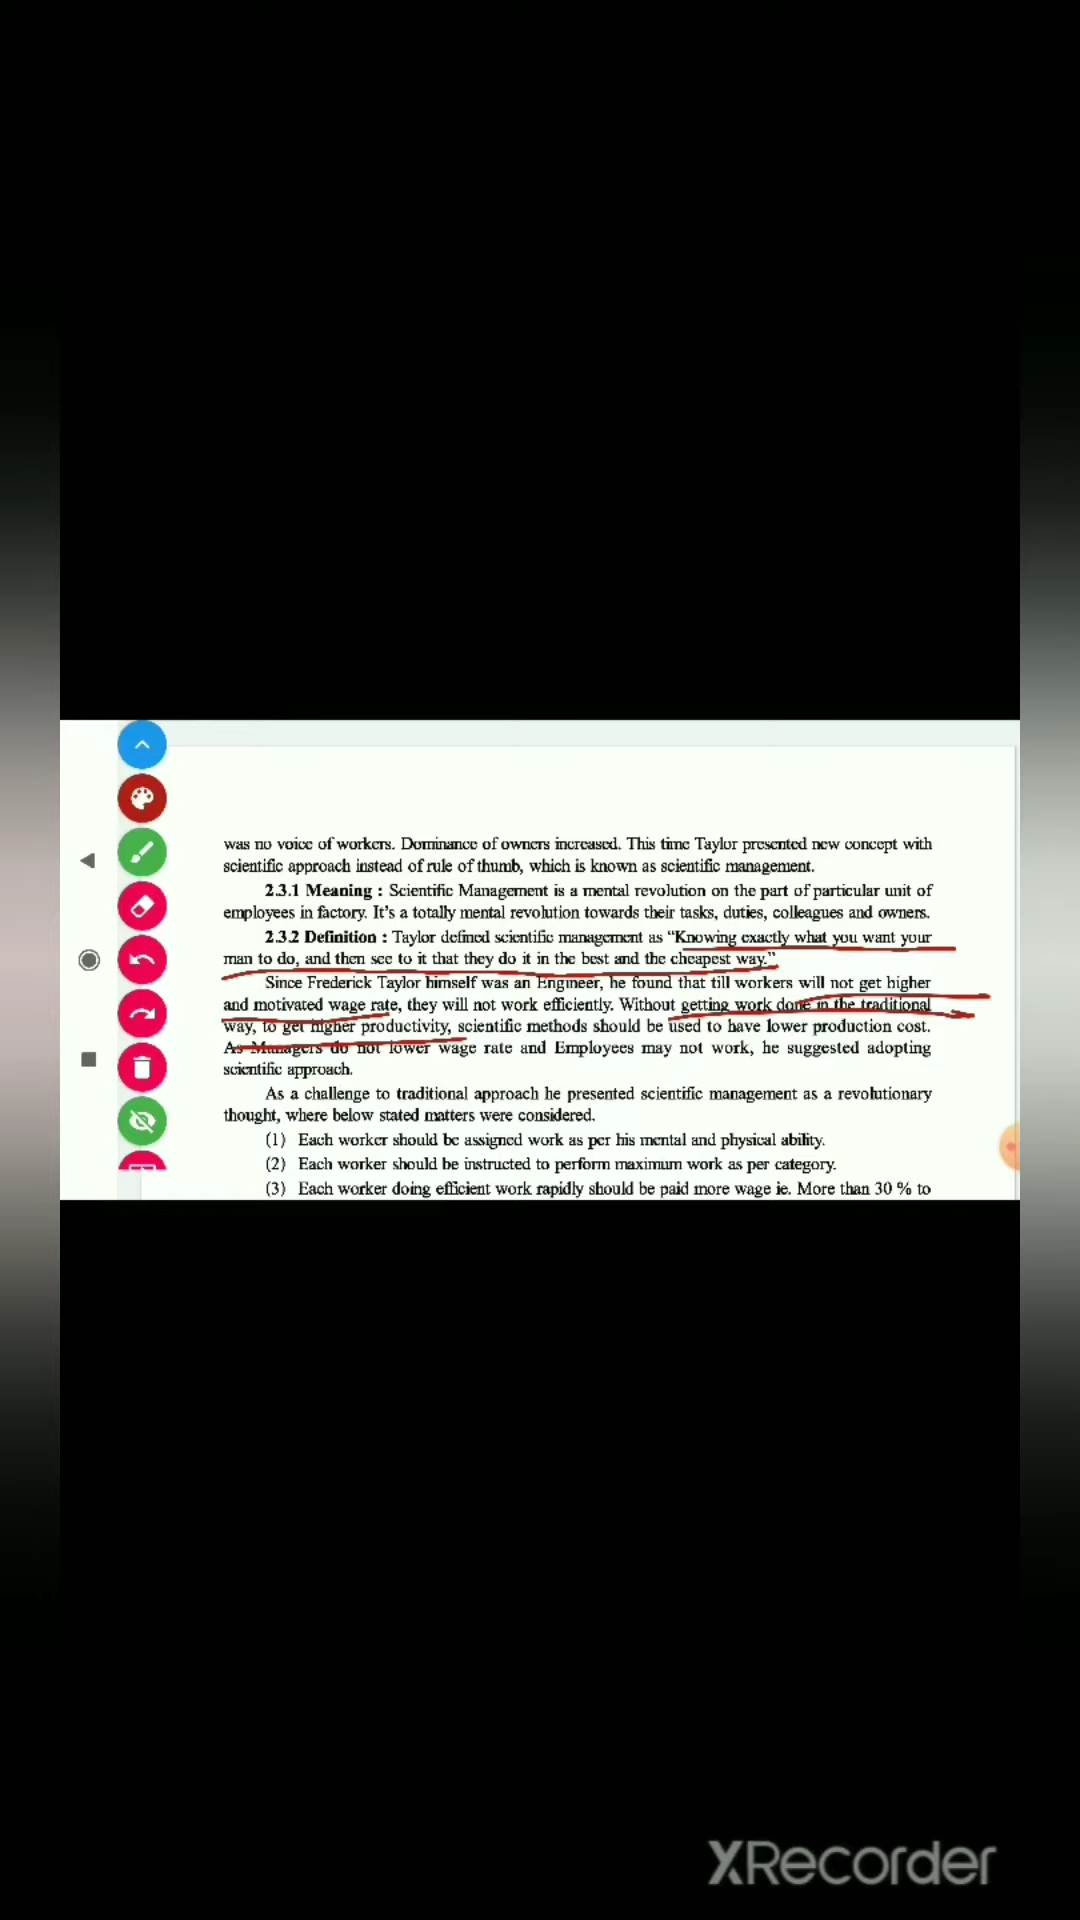 was no voice of workers. Dominance of owners increased. This time Taylor presented new concept with
scientific approach instead of rule of thumb, which is known as scientific management.
2.3.1 Meaning : Scientific Management is a mental revolution on the part of particular unit of
employees in factory. It's a totally mental revolution towards their tasks, duties, colleagues and owners.
2.3.2 Definition : Taylor defined scientific management as “Knowing exactly what you want your
man to do, and then see to it that they do it in the best and the cheapest way.”
Since Frederick Taylor himself was an Engineer, he found that till workers will not get higher
and motivated wage rate, they will not work efficiently. Without getting work done in the traditional
way, to get higher productivity, scientific methods should be used to have lower production cost.
As Managers do not lower wage rate and Employees may not work, he suggested adopting
scientific approach.
As a challenge to traditional approach he presented scientific management as a revolutionary
thought, where below stated matters were considered.
(1) Each worker should be assigned work as per his mental and physical ability.
(2) Each worker should be instructed to perform maximum work as per category.
(3) Each worker doing efficient work rapidly should be paid more wage ie. More than 30 % to
XRecorder